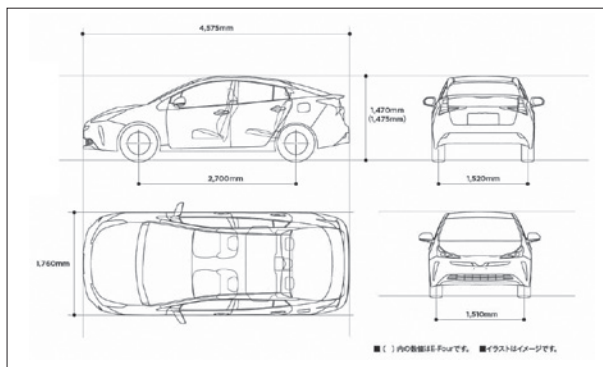 4,575mm
1,470mm
(1,475mm)
2,700mm
1,520mm
1,760mm
1,510mm
■( )内の数値はE-Fourです。 ■イラストはイメージです。